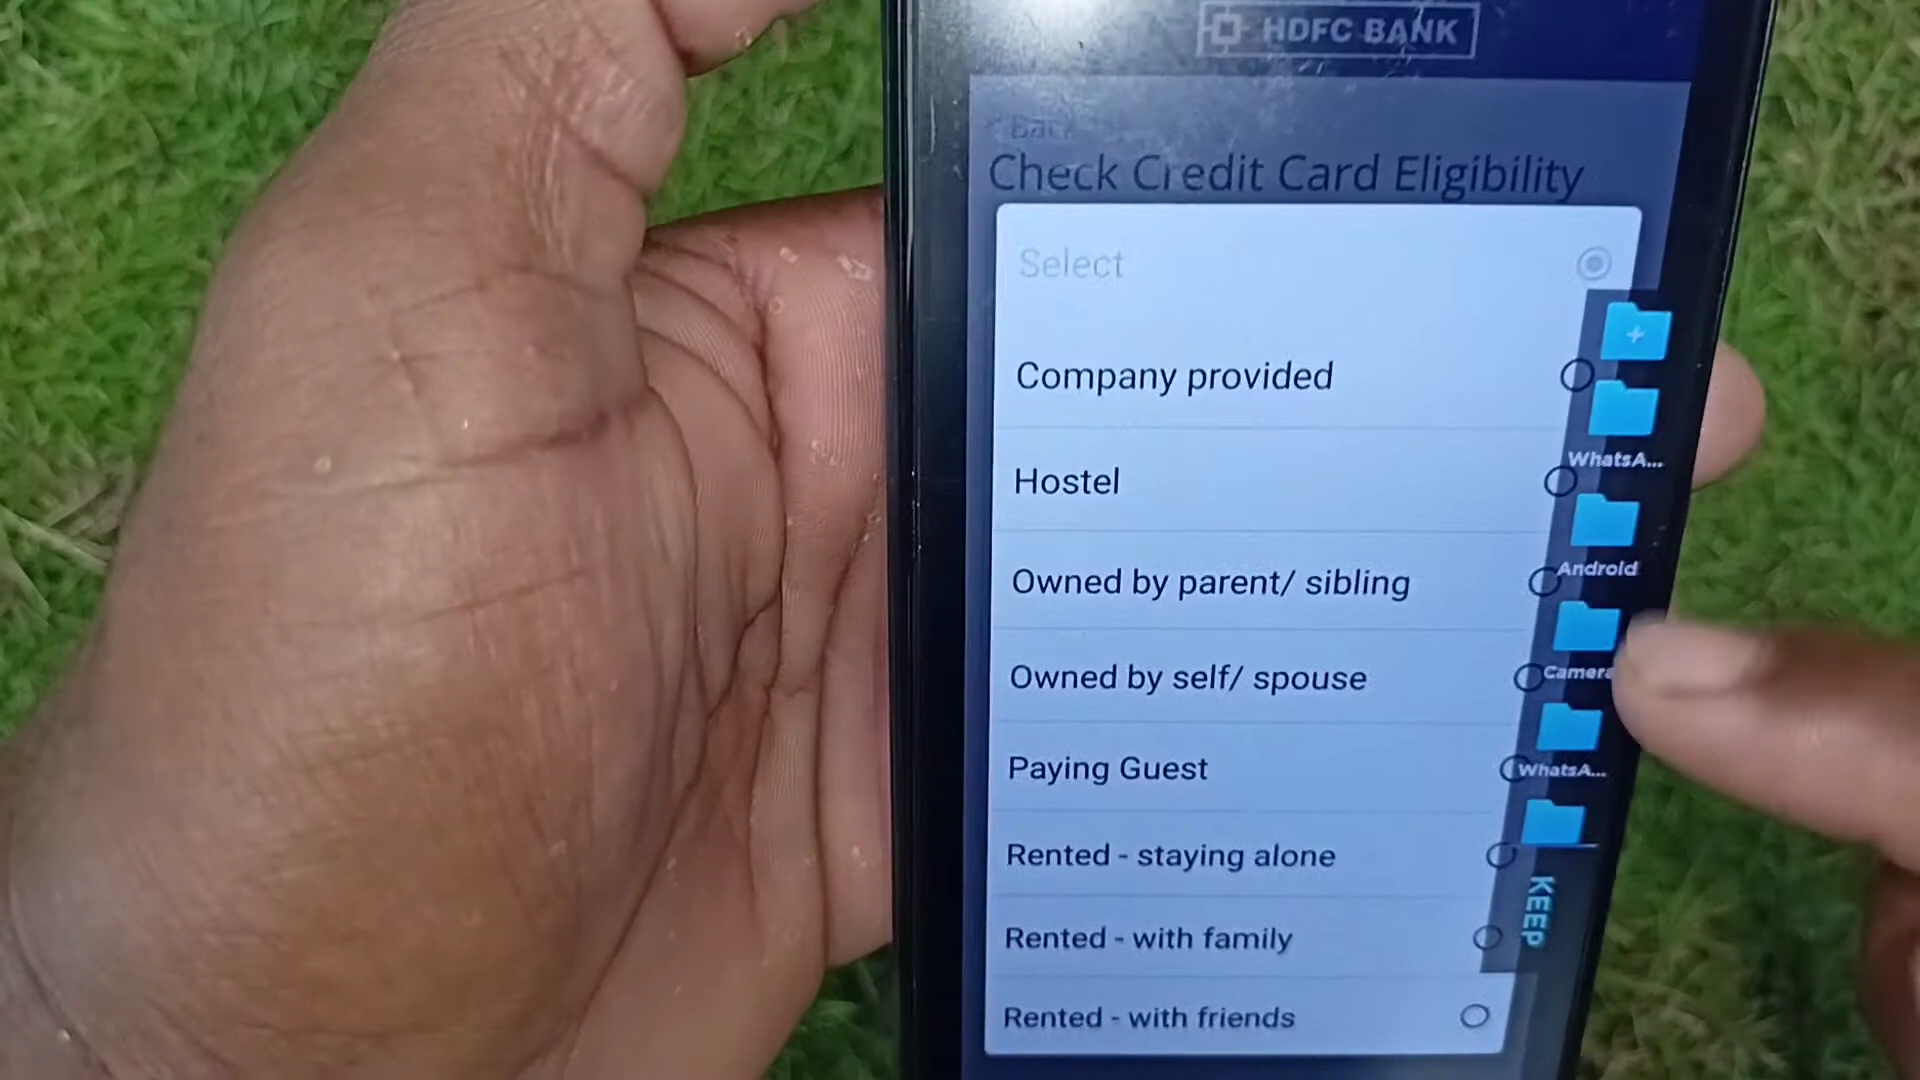 HDFC BANK
< Back
Check Credit Card Eligibility
Select
Company provided
WhatsA...
Hostel
Android
Owned by parent/ sibling
Camera
Owned by self/ spouse
WhatsA...
Paying Guest
Rented - staying alone
KEEP
Rented - with family
Rented - with friends